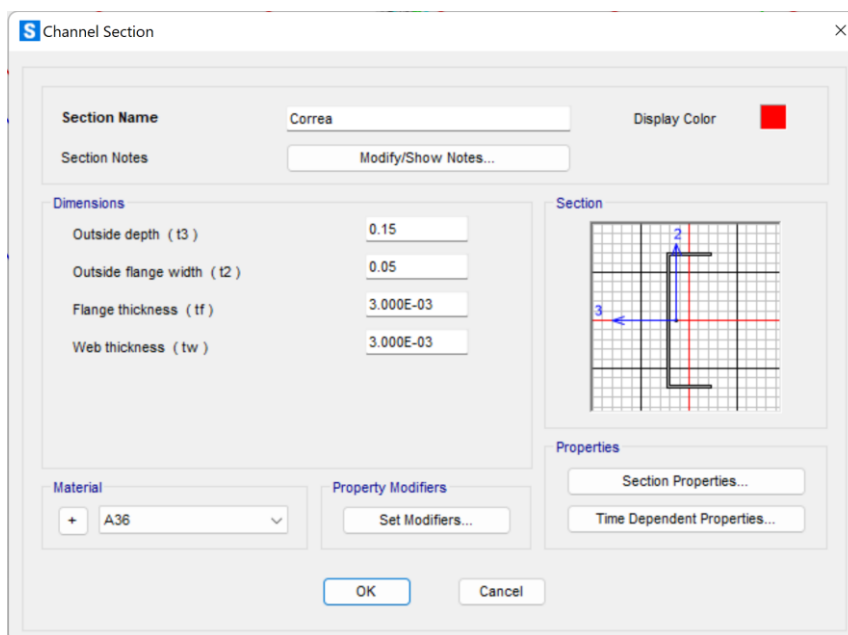 S Channel Section
Section Name Correa Display Color
Section Notes Modify/Show Notes...
Dimensions
Outside depth ( t3 ) 0.15
Outside flange width ( t2 ) 0.05
Flange thickness ( tf ) 3.000E-03
Web thickness ( tw ) 3.000E-03
Section
2
3
Properties
Section Properties...
Time Dependent Properties...
Material
+ A36
Property Modifiers
Set Modifiers...
OK Cancel